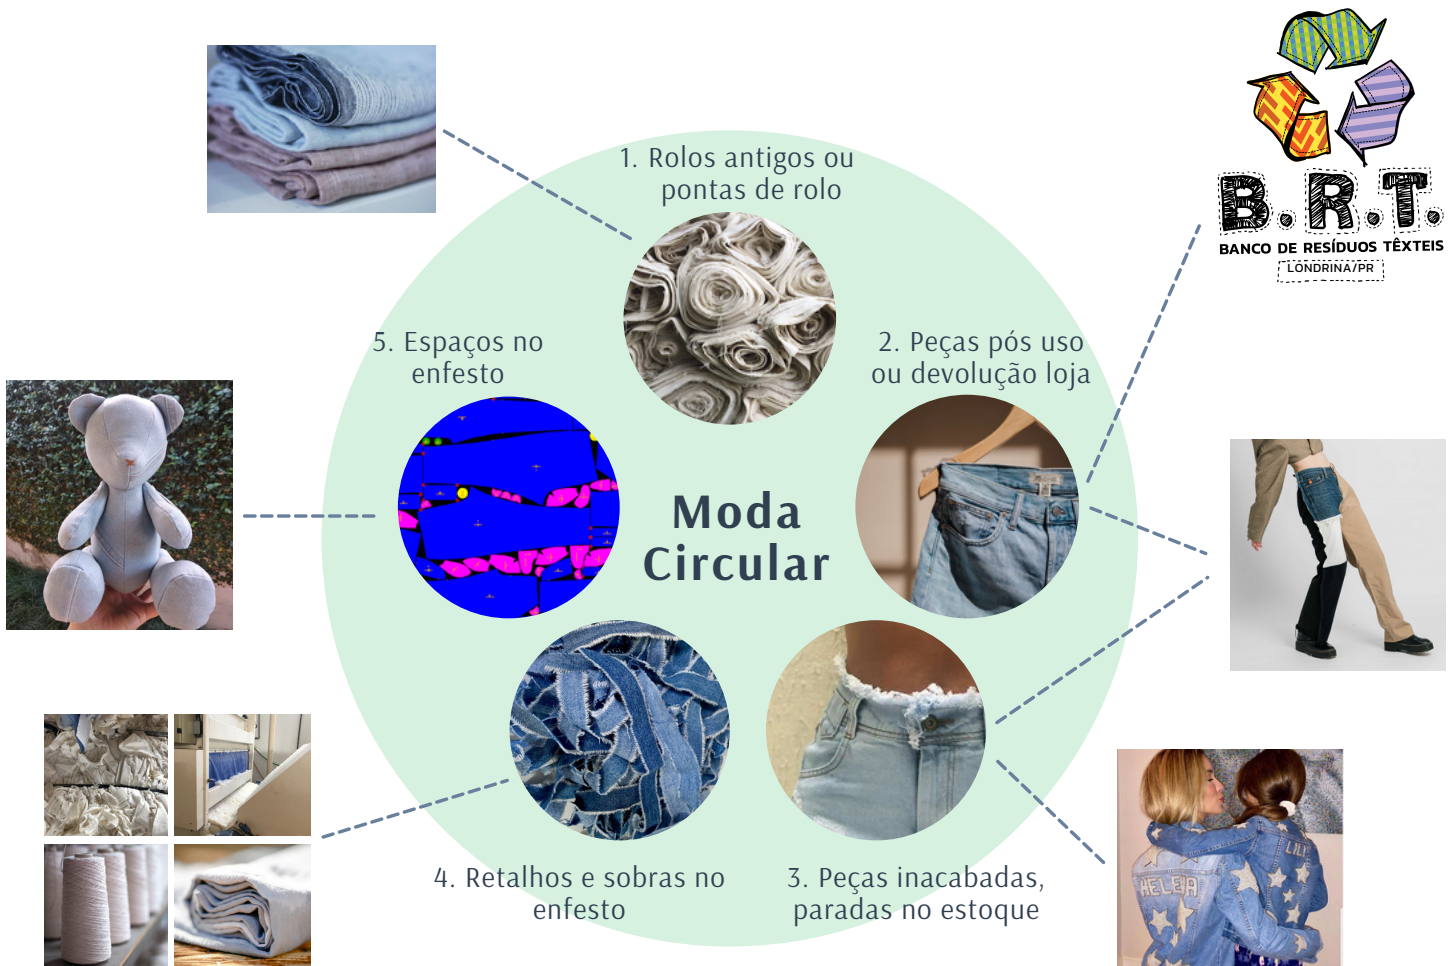 1. Rolos antigos ou
pontas de rolo
B.R.T.
BANCO DE RESÍDUOS TÊXTEIS
LONDRINA/PR
5. Espaços no
enfesto
2. Peças pós uso
ou devolução loja
Moda
Circular
4. Retalhos e sobras no
enfesto
3. Peças inacabadas,
paradas no estoque
HELENA